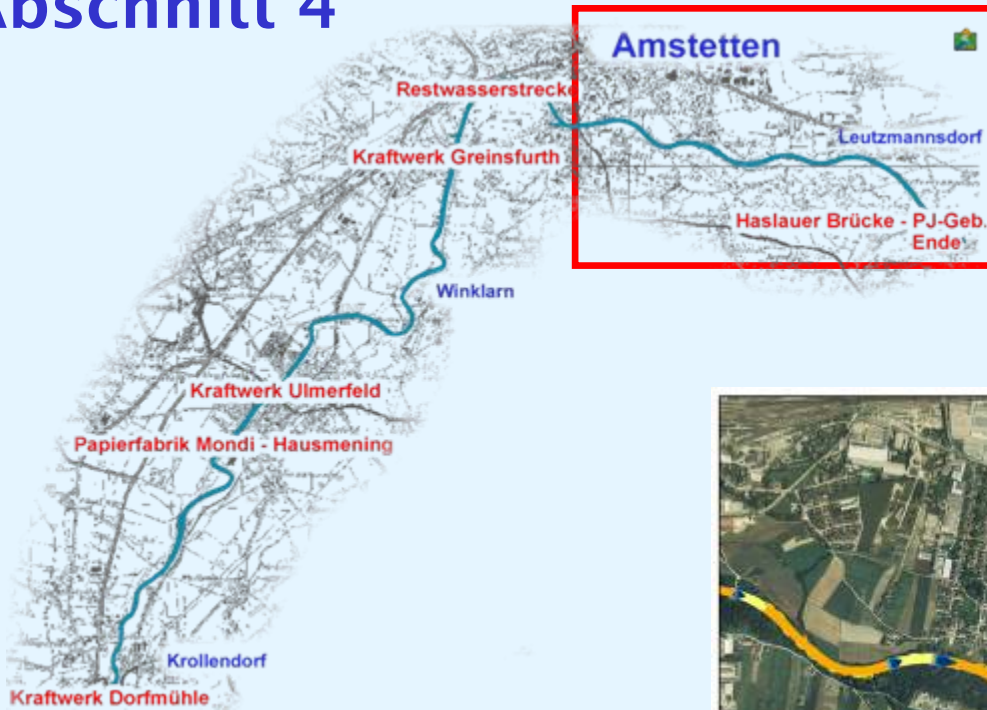 Abschnitt 4
Amstetten
Restwasserstrecke
Leutzmannsdorf
Kraftwerk Greinsfurth
Haslauer Brücke - PJ-Geb.
Ende
Winklarn
Kraftwerk Ulmerfeld
Papierfabrik Mondi - Hausmening
Krollendorf
Kraftwerk Dorfmühle